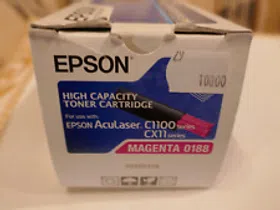 EPSON
10800
HIGH CAPACITY
TONER CARTRIDGE
For use with:
EPSON AcuLaser C1100 series
CX11 series
MAGENTA 0188